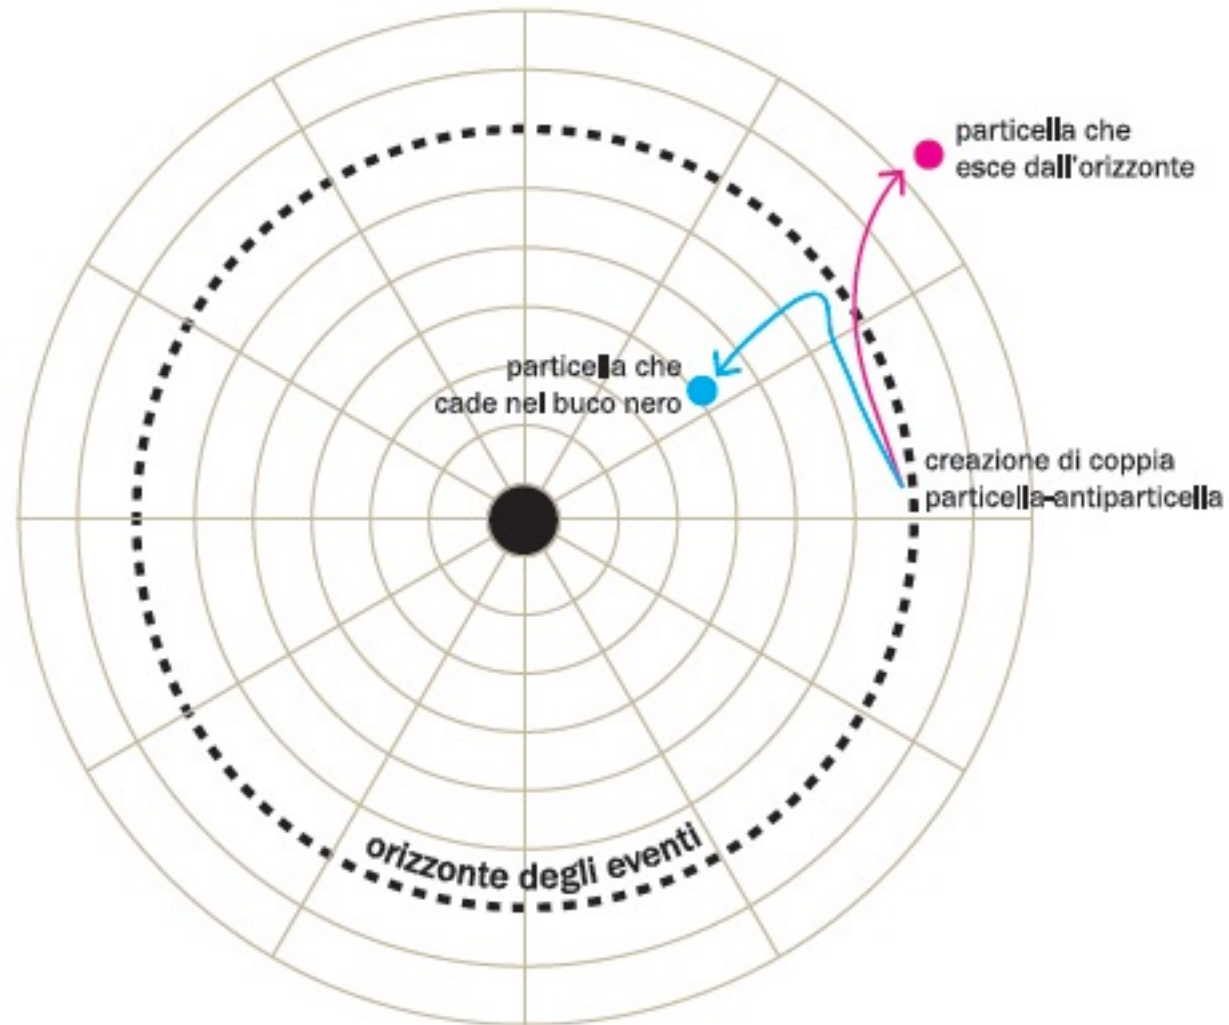 particella che
esce dall'orizzonte
particella che
cade nel buco nero
creazione di coppia
particella-antiparticella
orizzonte degli eventi